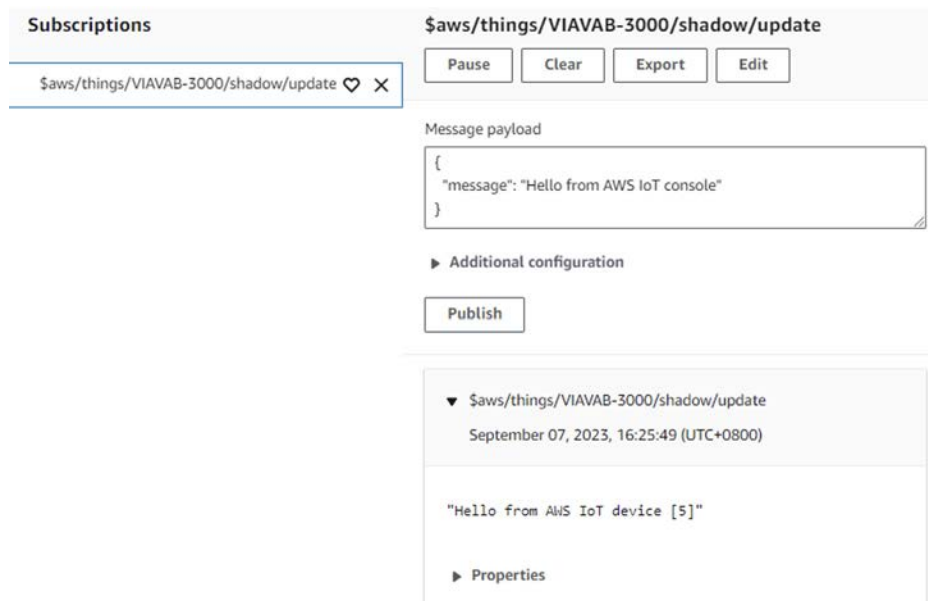 Subscriptions
$aws/things/VIAVAB-3000/shadow/update
$aws/things/VIAVAB-3000/shadow/update
Pause Clear Export Edit
Message payload
{
"message": "Hello from AWS IoT console"
}
Additional configuration
Publish
$aws/things/VIAVAB-3000/shadow/update
September 07, 2023, 16:25:49 (UTC+0800)
"Hello from AWS IoT device [5]"
Properties